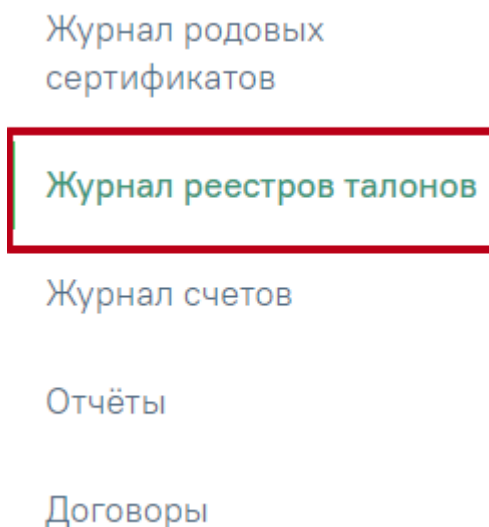 Журнал родовых
сертификатов
Журнал реестров талонов
Журнал счетов
Отчёты
Договоры